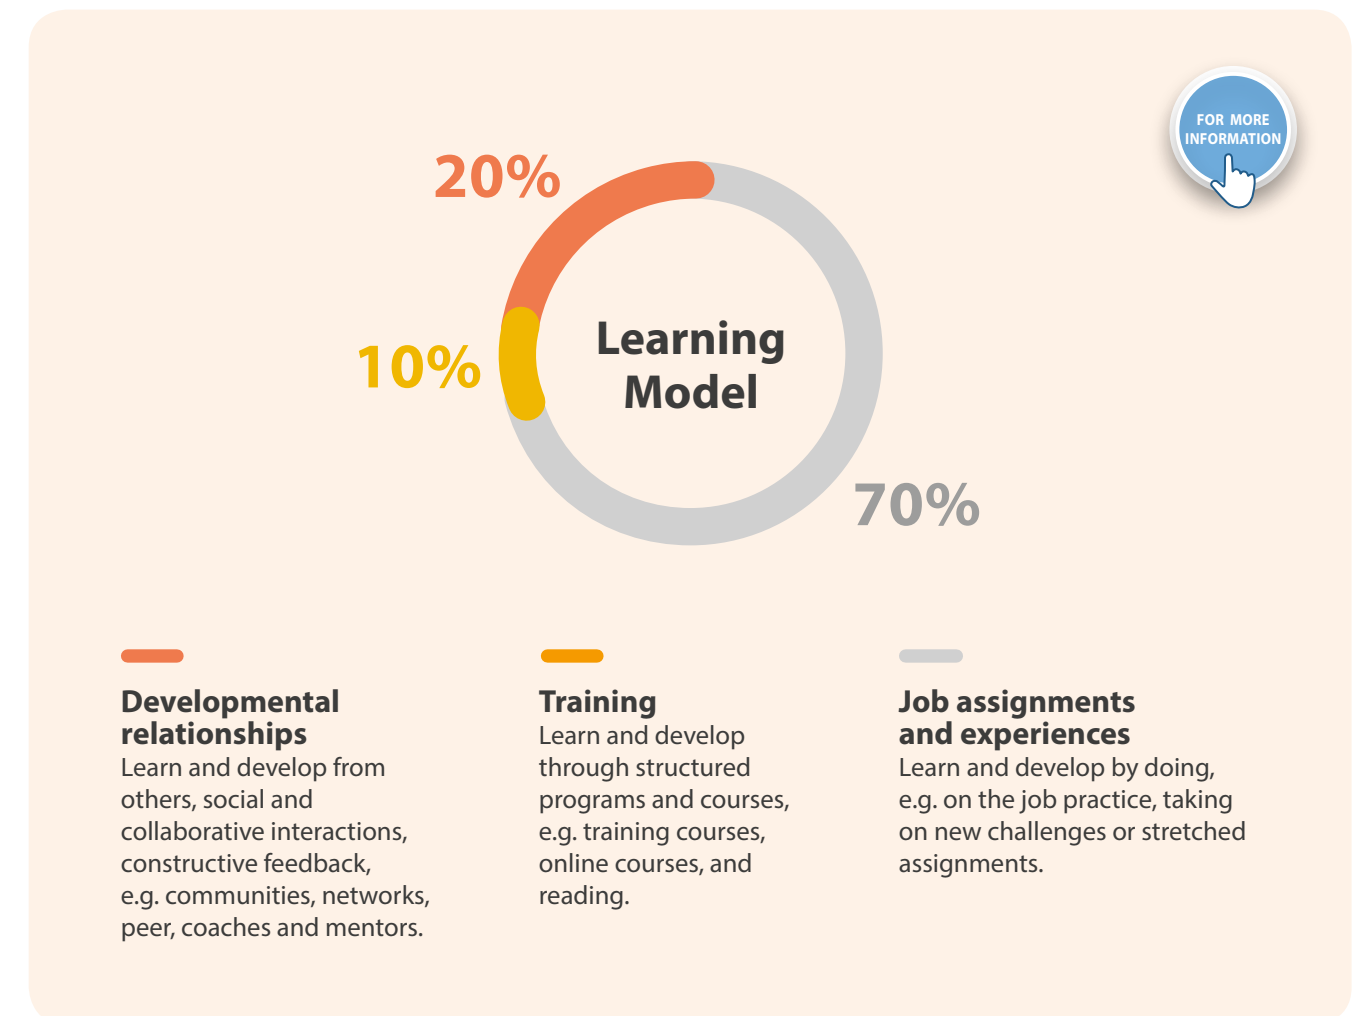 FOR MORE
INFORMATION
20%
10%
Learning
Model
70%
Developmental
relationships
Learn and develop from
others, social and
collaborative interactions,
constructive feedback,
e.g. communities, networks,
peer, coaches and mentors.
Training
Learn and develop
through structured
programs and courses,
e.g. training courses,
online courses, and
reading.
Job assignments
and experiences
Learn and develop by doing,
e.g. on the job practice, taking
on new challenges or stretched
assignments.